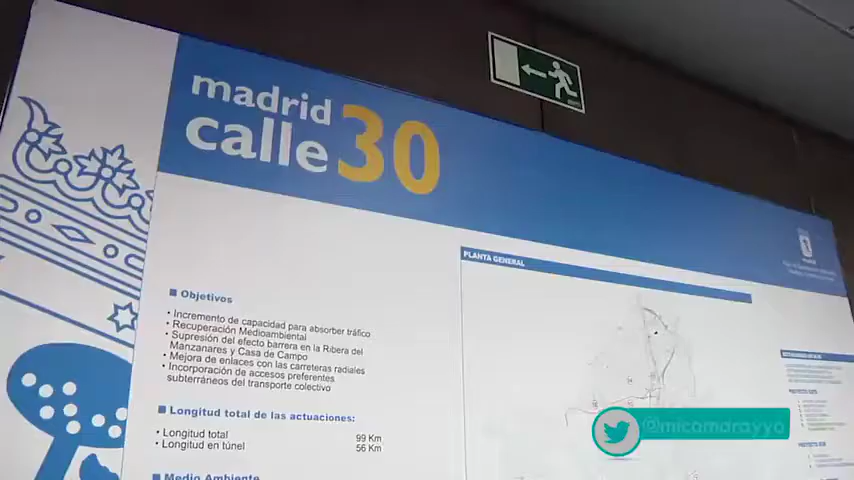 madrid
calle 30
PLANTA GENERAL
Objetivos
• Incremento de capacidad para absorber tráfico
• Recuperación Medioambiental
• Supresión del efecto barrera en la Ribera del
Manzanares y Casa de Campo
• Mejora de enlaces con las carreteras radiales
• Incorporación de accesos preferentes
subterráneos del transporte colectivo
Longitud total de las actuaciones:
• Longitud total 99 Km
• Longitud en túnel 56 Km
Medio Ambiente
@micamarayyo